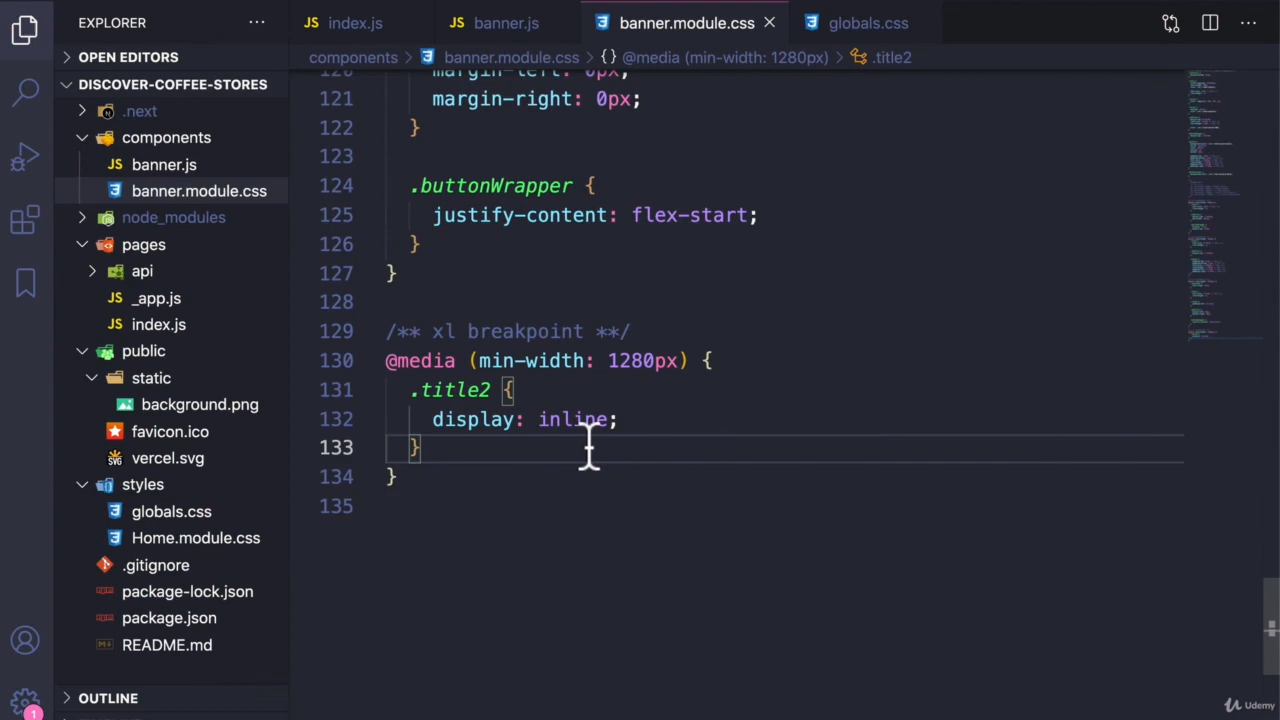 EXPLORER
OPEN EDITORS
DISCOVER-COFFEE-STORES
.next
components
JS banner.js
banner.module.css
node_modules
pages
api
JS _app.js
JS index.js
public
static
background.png
favicon.ico
vercel.svg
styles
globals.css
Home.module.css
.gitignore
package-lock.json
package.json
README.md
OUTLINE
1
JS index.js
JS banner.js
banner.module.css
globals.css
components banner.module.css {} @media (min-width: 1280px) .title2
120 margin-left: 0px;
121 margin-right: 0px;
122 }
123
124 .buttonWrapper {
125 justify-content: flex-start;
126 }
127 }
128
129 /** xl breakpoint **/
130 @media (min-width: 1280px) {
131 .title2 {
132 display: inline;
133 }
134 }
135
Udemy